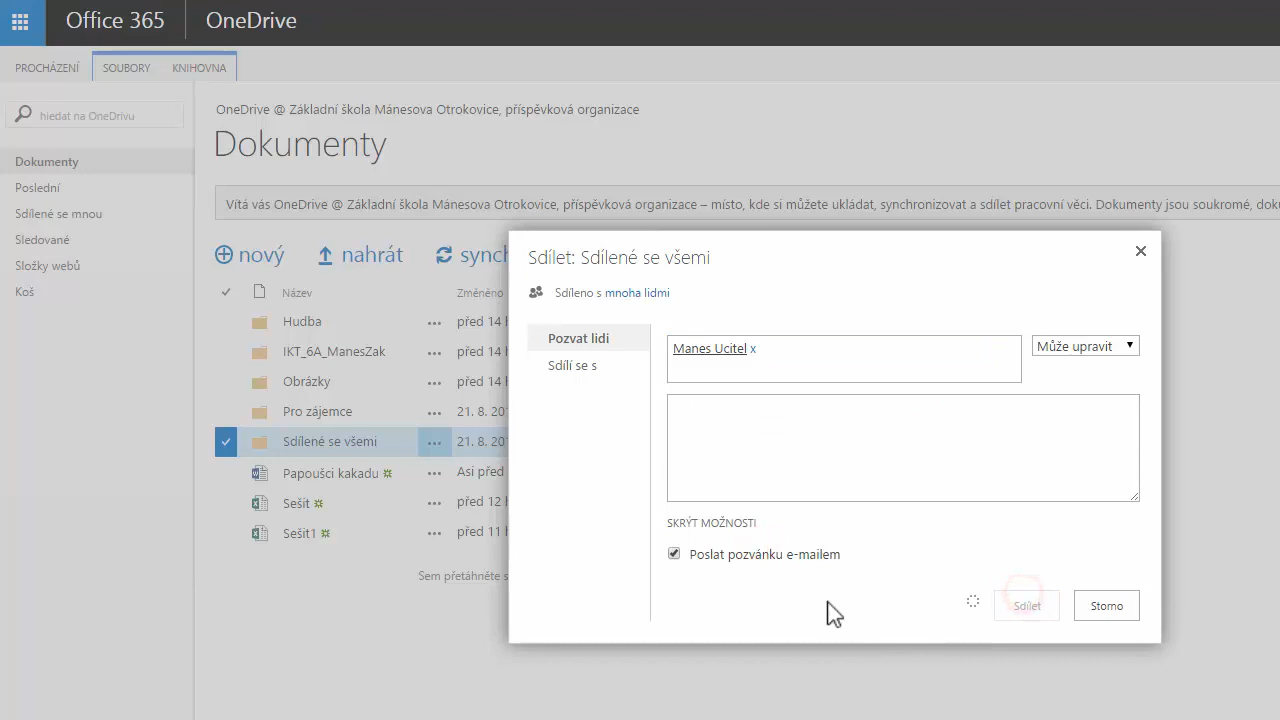 Office 365 OneDrive
PROCHÁZENÍ SOUBORY KNIHOVNA
hledat na OneDrivu
Dokumenty
Poslední
Sdílené se mnou
Sledované
Složky webů
Koš
OneDrive @ Základní škola Mánesova Otrokovice, příspěvková organizace
Dokumenty
Vítá vás OneDrive @ Základní škola Mánesova Otrokovice, příspěvková organizace – místo, kde si můžete ukládat, synchronizovat a sdílet pracovní věci. Dokumenty jsou soukromé, doku
nový nahrát synch
Název Změněno
Hudba ... před 14 h
IKT_6A_ManesZak ... před 14 h
Obrázky ... před 14 h
Pro zájemce ... 21. 8. 201
Sdílené se všemi ... 21. 8. 201
Papoušci kakadu ... Asi před
Sešit ... před 12 h
Sešit1 ... před 11 h
Sem přetáhněte s
Sdílet: Sdílené se všemi
Sdíleno s mnoha lidmi
Pozvat lidi
Sdílí se s
Manes Ucitel x
Může upravit
SKRÝT MOŽNOSTI
Poslat pozvánku e-mailem
Sdílet Storno